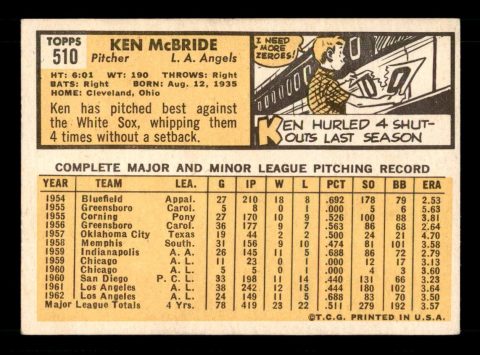 TOPPS
510
KEN McBRIDE
Pitcher L. A. Angels
HT: 6:01 WT: 190 THROWS: Right
BATS: Right BORN: Aug. 12, 1935
HOME: Cleveland, Ohio
Ken has pitched best against
the White Sox, whipping them
4 times without a setback.
I NEED
MORE
ZEROES!
KEN HURLED 4 SHUT-
OUTS LAST SEASON
COMPLETE MAJOR AND MINOR LEAGUE PITCHING RECORD
YEAR TEAM LEA. G IP W L PCT SO BB ERA
1954 Bluefield Appal. 27 210 18 8 .692 178 79 2.53
1955 Greensboro Carol. 5 8 0 1 .000 5 6 5.63
1955 Corning Pony 27 170 10 9 .526 100 88 3.81
1956 Greensboro Carol. 36 177 9 7 .563 86 68 2.64
1957 Oklahoma City Texas 19 44 2 2 .500 24 21 4.70
1958 Memphis South. 31 156 9 10 .474 81 101 3.58
1959 Indianapolis A.A. 26 145 11 5 .688 86 72 2.79
1959 Chicago A. L. 11 23 0 1 .000 12 17 3.13
1960 Chicago A. L. 5 5 0 1 .000 4 3 3.60
1960 San Diego P. C. L. 33 198 11 14 .440 133 61 3.23
1961 Los Angeles A. L. 38 242 12 15 .444 180 102 3.64
1962 Los Angeles A. L. 24 149 11 5 .688 83 70 3.50
Major League Totals 4 Yrs. 78 419 23 22 .511 279 192 3.57
©T.C.G. PRINTED IN U.S.A.